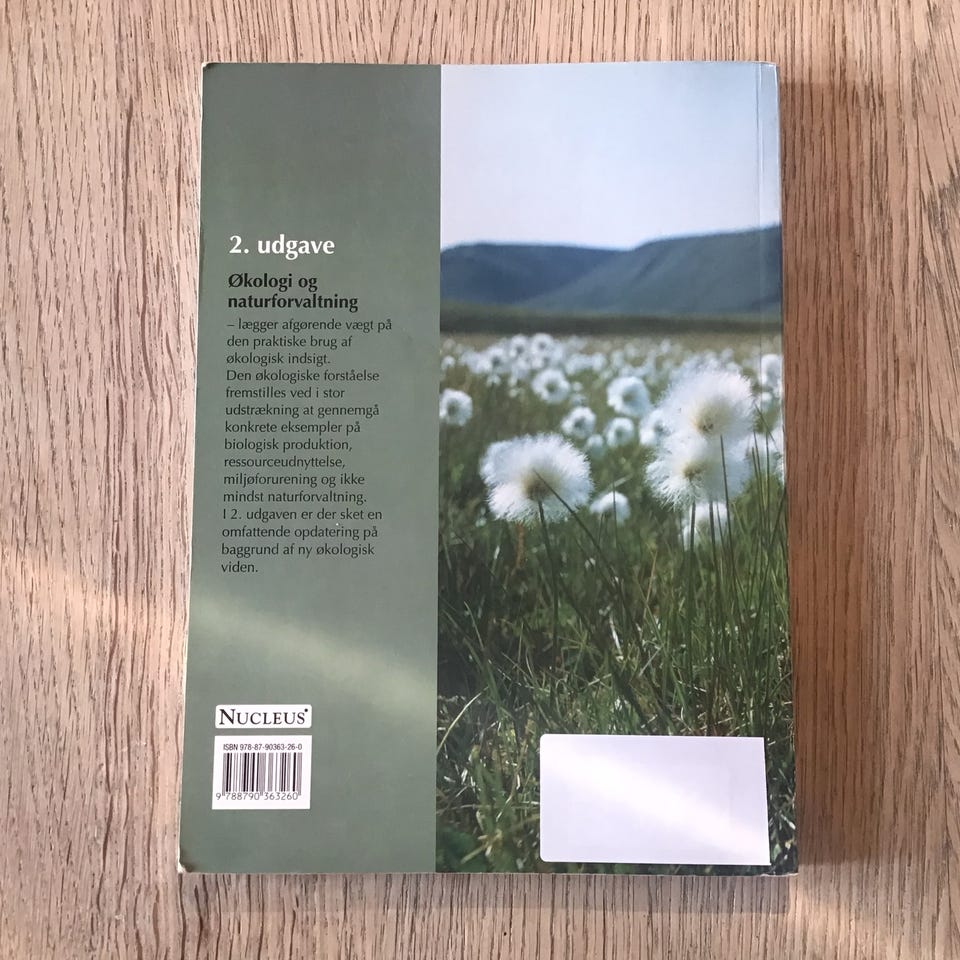 2. udgave
Økologi og
naturforvaltning
– lægger afgørende vægt på
den praktiske brug af
økologisk indsigt.
Den økologiske forståelse
fremstilles ved i stor
udstrækning at gennemgå
konkrete eksempler på
biologisk produktion,
ressourceudnyttelse,
miljøforurening og ikke
mindst naturforvaltning.
I 2. udgaven er der sket en
omfattende opdatering på
baggrund af ny økologisk
viden.
NUCLEUS
ISBN 978-87-90363-26-0
9 788790 363260